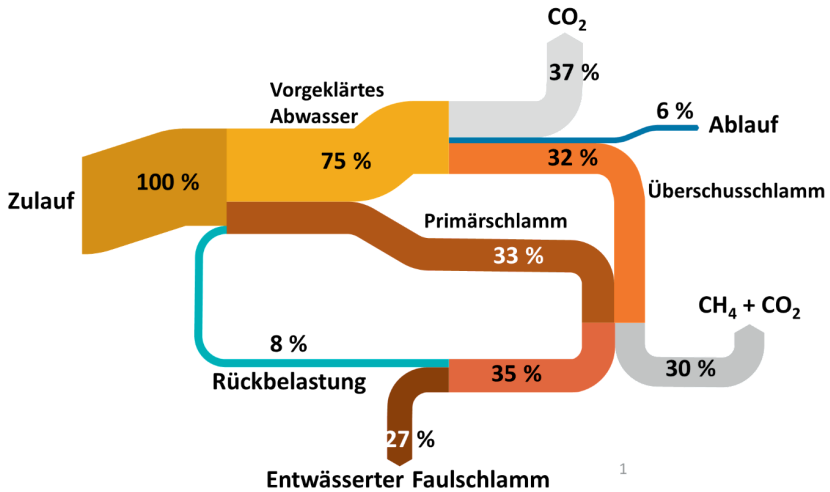 CO₂
37 %
Vorgeklärtes
Abwasser
6 %
Ablauf
100 %
75 %
32 %
Zulauf
Überschusschlamm
Primärschlamm
33 %
CH₄ + CO₂
8 %
Rückbelastung
35 %
30 %
27 %
Entwässerter Faulschlamm
1